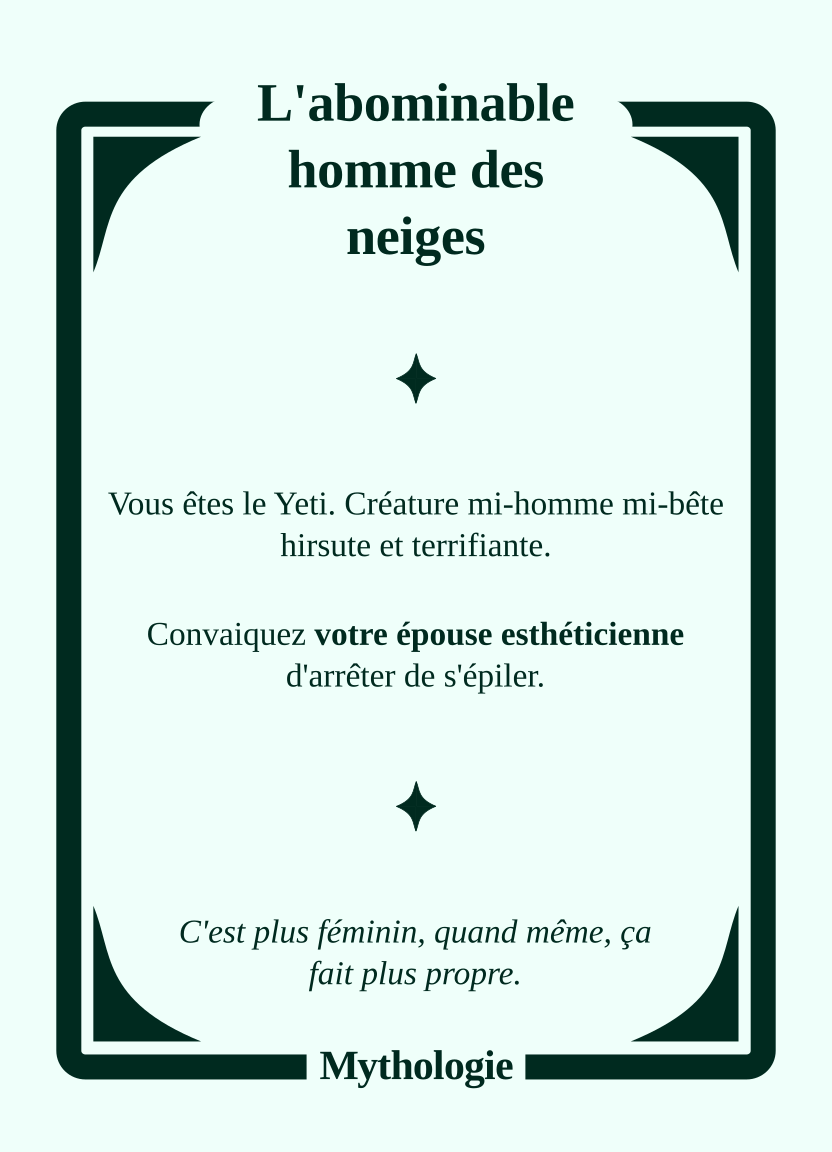 L'abominable
homme des
neiges
Vous êtes le Yeti. Créature mi-homme mi-bête
hirsute et terrifiante.
Convaiquez votre épouse esthéticienne
d'arrêter de s'épiler.
C'est plus féminin, quand même, ça
fait plus propre.
Mythologie